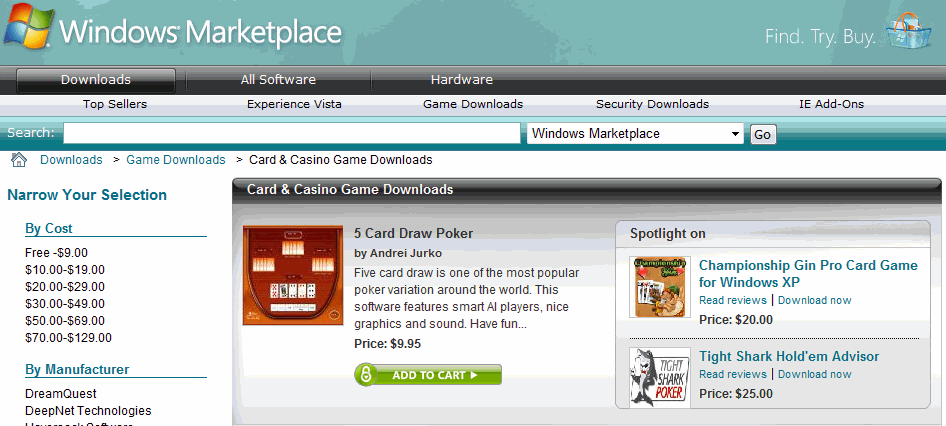 Windows Marketplace
Find. Try. Buy.
Downloads All Software Hardware
Top Sellers Experience Vista Game Downloads Security Downloads IE Add-Ons
Search: Windows Marketplace Go
Downloads > Game Downloads > Card & Casino Game Downloads
Narrow Your Selection
By Cost
Free -$9.00
$10.00-$19.00
$20.00-$29.00
$30.00-$49.00
$50.00-$69.00
$70.00-$129.00
By Manufacturer
DreamQuest
DeepNet Technologies
Card & Casino Game Downloads
5 Card Draw Poker
by Andrei Jurko
Five card draw is one of the most popular
poker variation around the world. This
software features smart AI players, nice
graphics and sound. Have fun...
Price: $9.95
ADD TO CART
Spotlight on
Championship Gin Pro Card Game
for Windows XP
Read reviews | Download now
Price: $20.00
TIGHT
SHARK
POKER
Tight Shark Hold'em Advisor
Read reviews | Download now
Price: $25.00